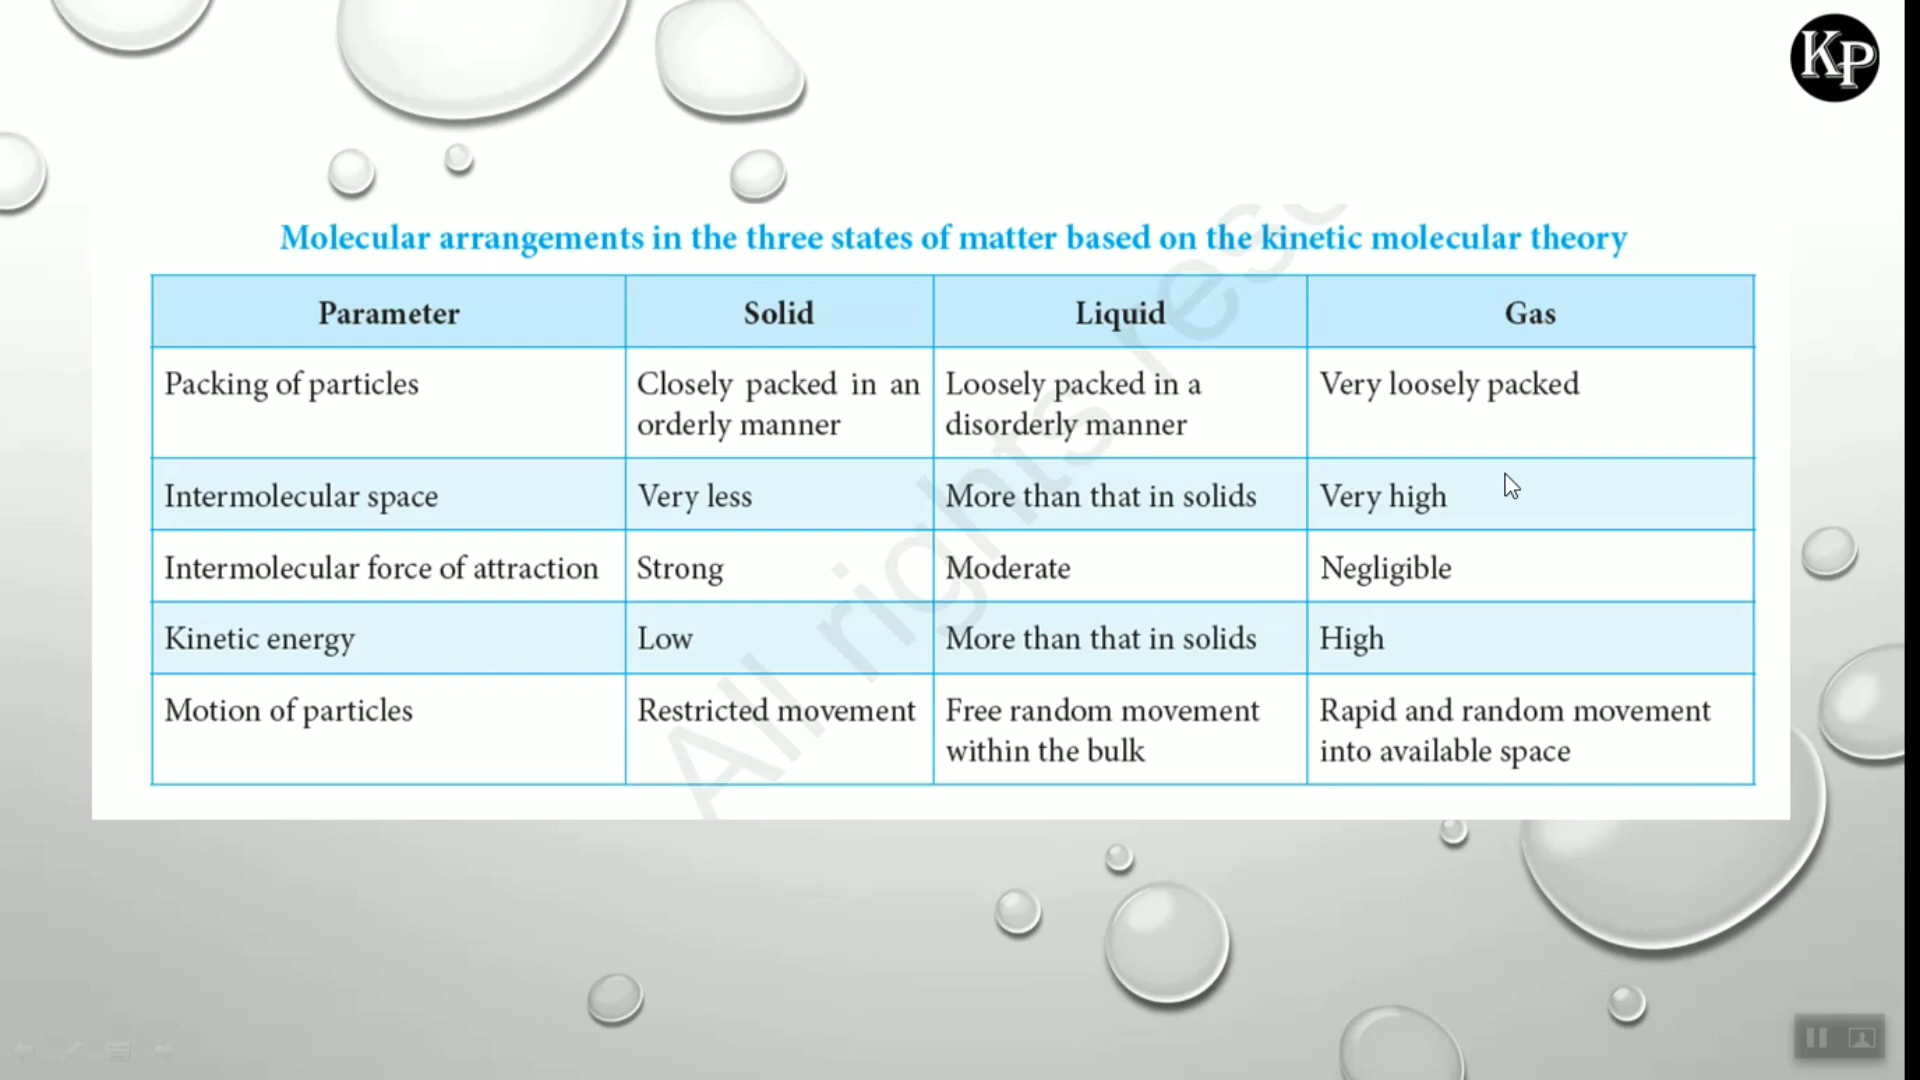 KP
Molecular arrangements in the three states of matter based on the kinetic molecular theory
Parameter Solid Liquid Gas
Packing of particles Closely packed in an Loosely packed in a Very loosely packed
orderly manner disorderly manner
Intermolecular space Very less More than that in solids Very high
Intermolecular force of attraction Strong Moderate Negligible
Kinetic energy Low More than that in solids High
Motion of particles Restricted movement Free random movement Rapid and random movement
within the bulk into available space
All rights